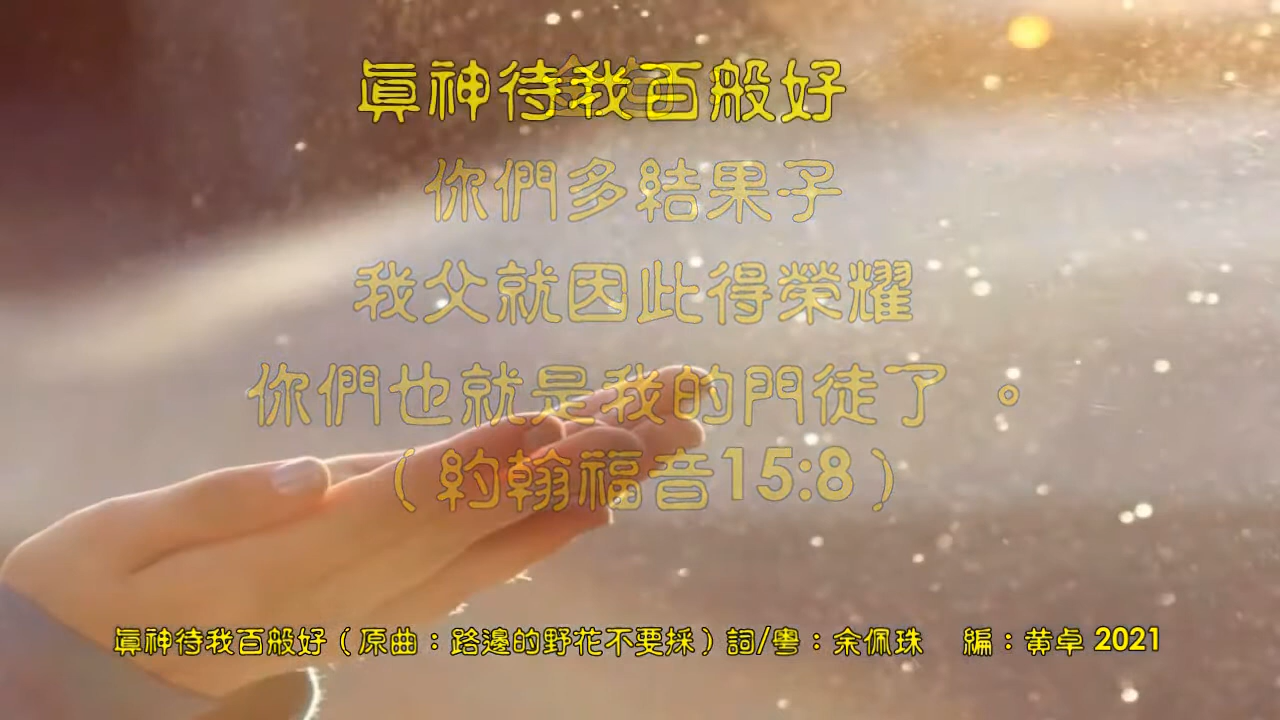 眞神待我百般好
你們多結果子
我父就因此得榮耀
你們也就是我的門徒了 。
（約翰福音15:8）
眞神待我百般好（原曲：路邊的野花不要採）詞/粵：余佩珠 編：黄卓 2021